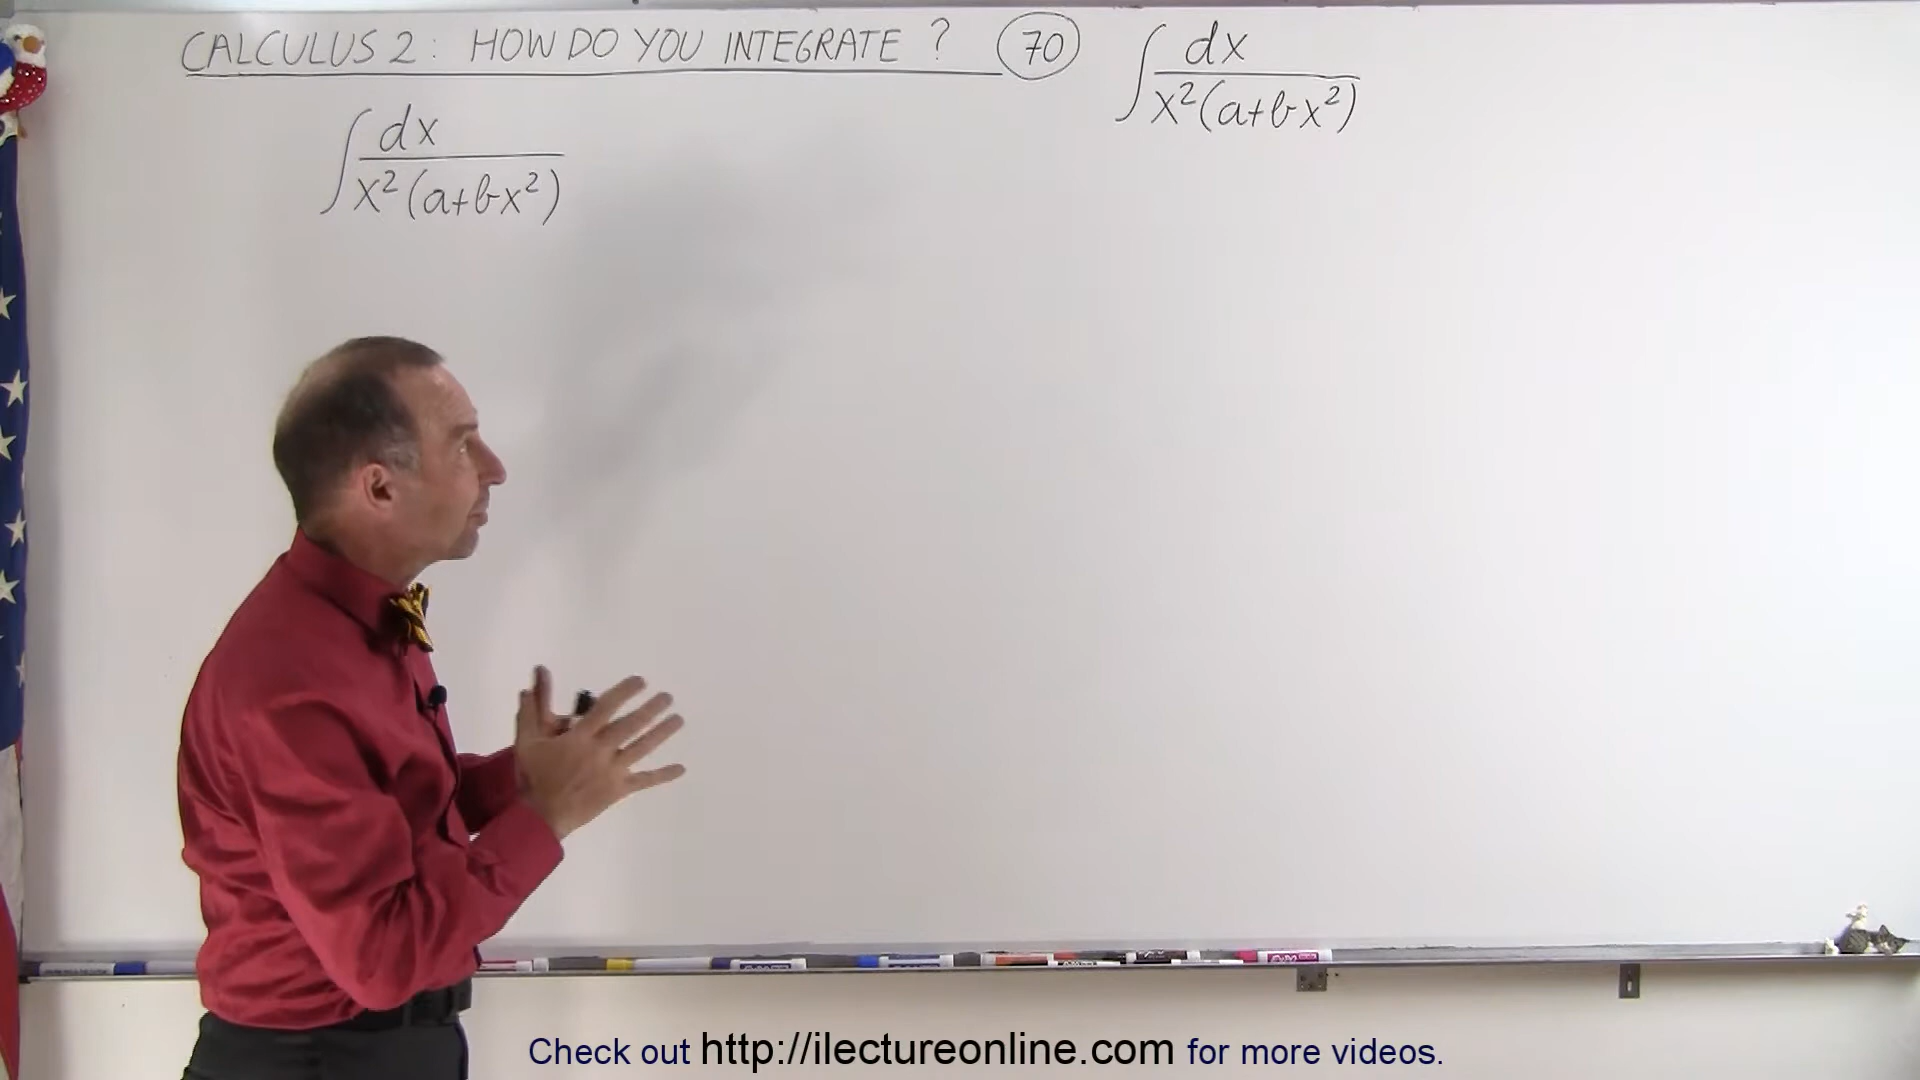 CALCULUS 2: HOW DO YOU INTEGRATE ? 70 ∫ dx / x²(a+bx²)
∫ dx / x²(a+bx²)
Check out http://ilectureonline.com for more videos.